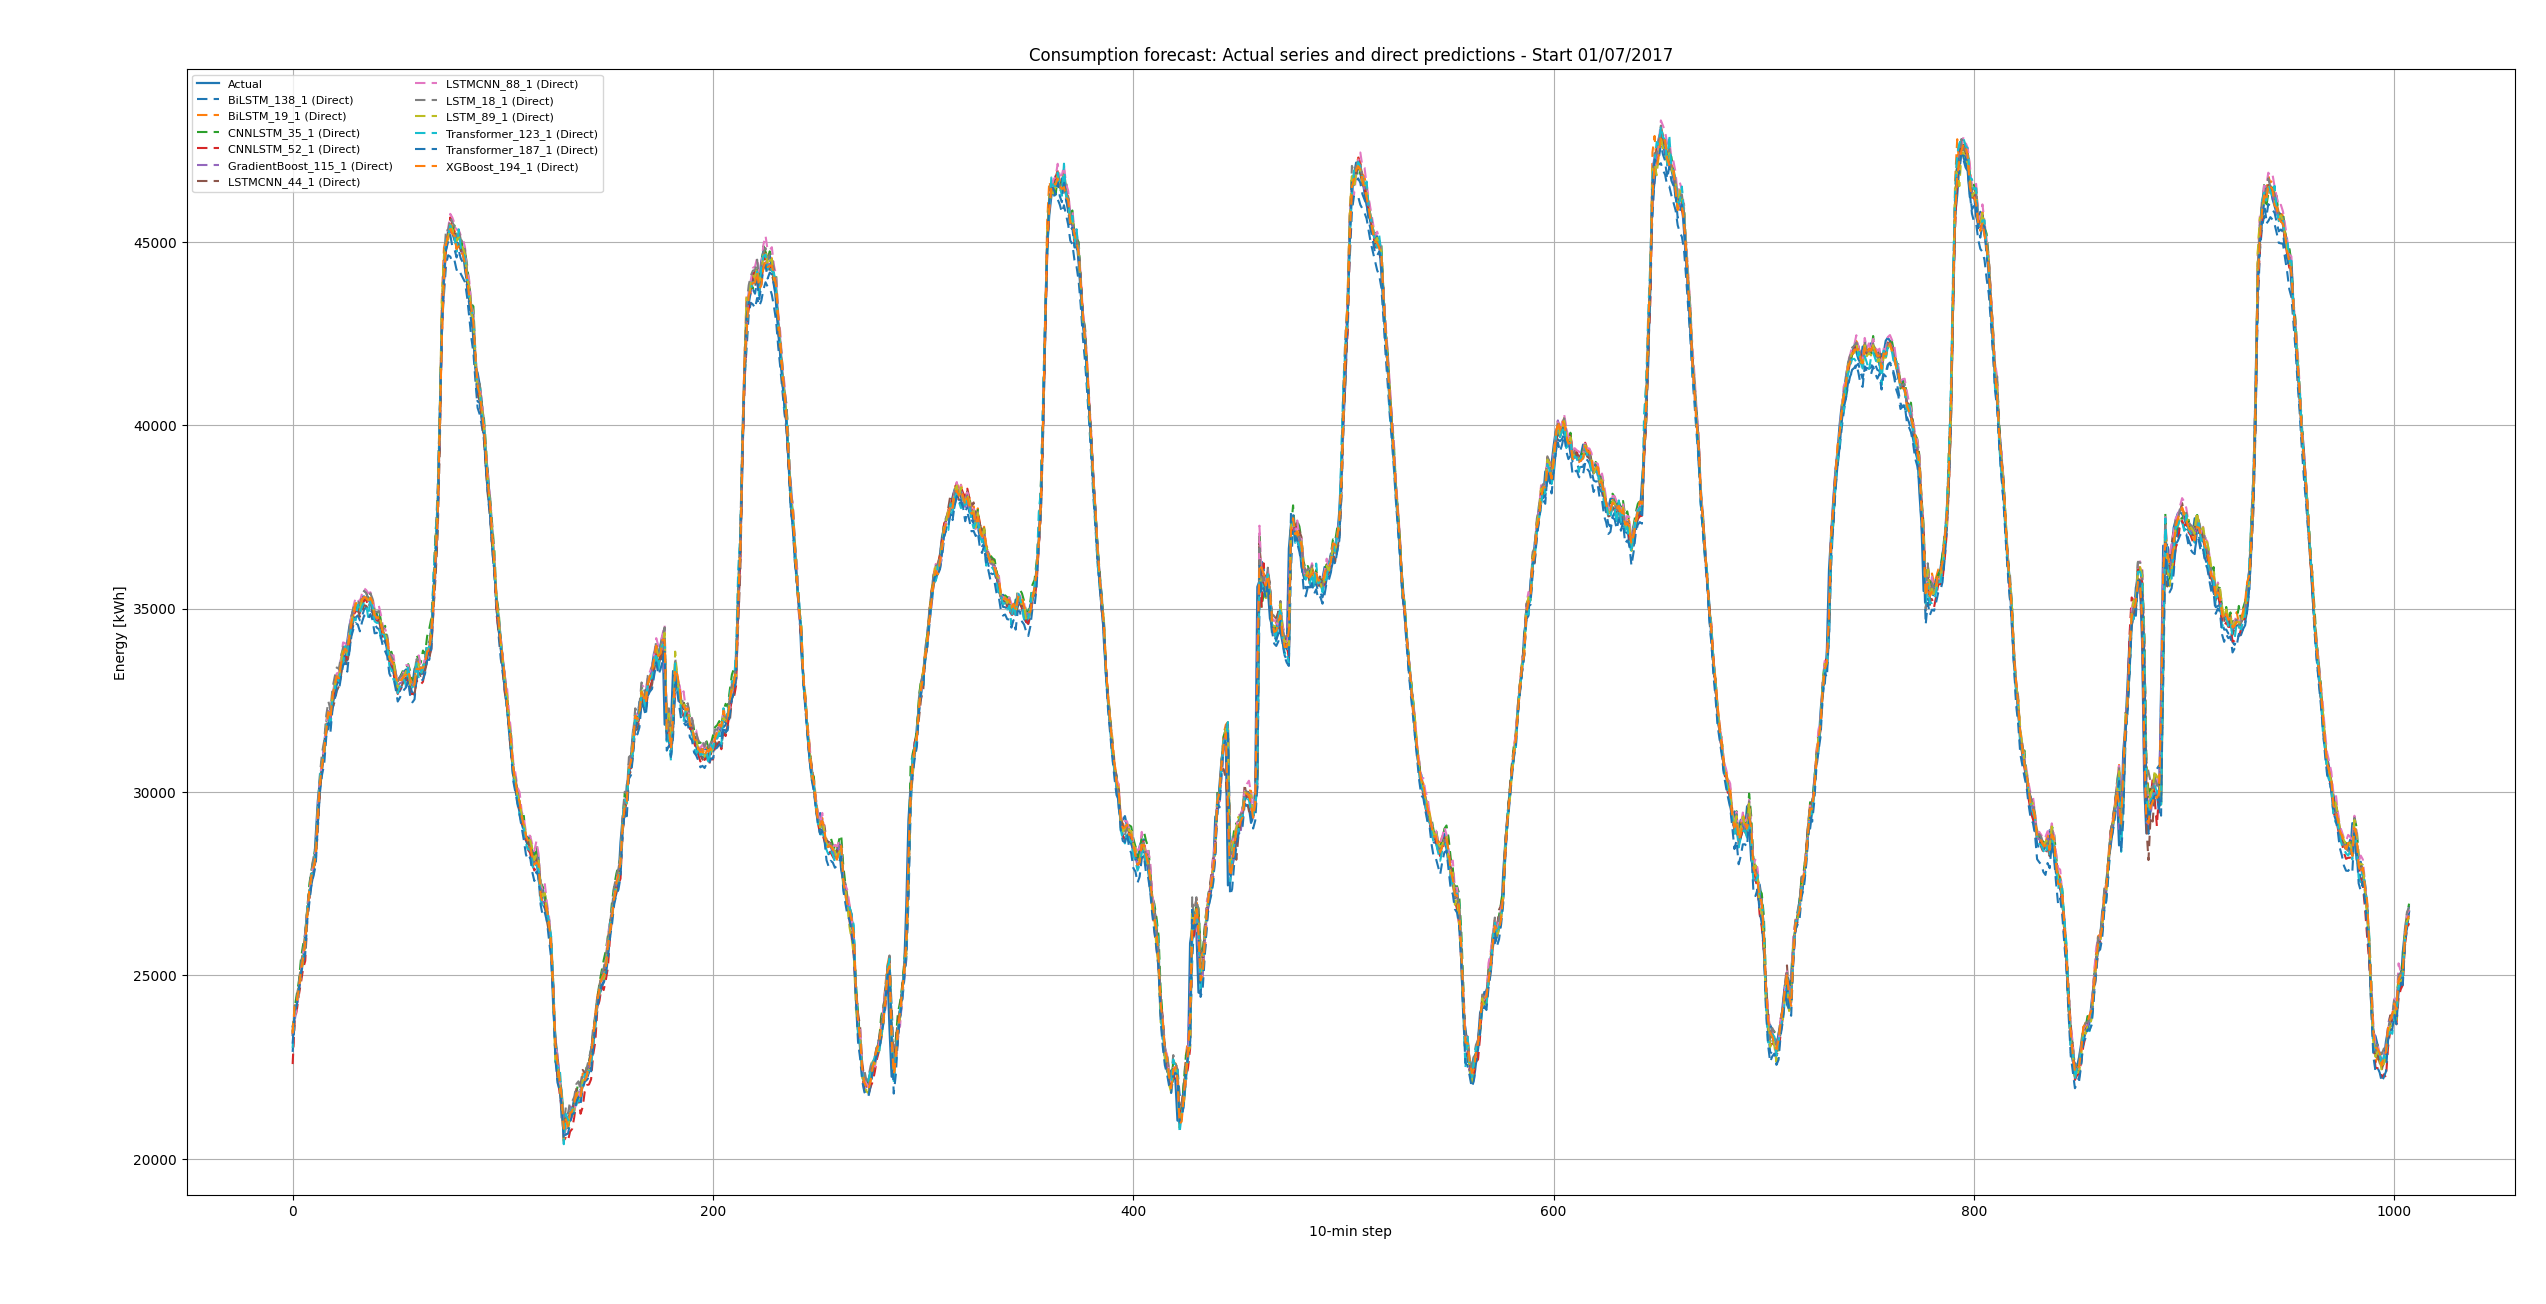 Consumption forecast: Actual series and direct predictions - Start 01/07/2017
Actual
BiLSTM_138_1 (Direct)
BiLSTM_19_1 (Direct)
CNNLSTM_35_1 (Direct)
CNNLSTM_52_1 (Direct)
GradientBoost_115_1 (Direct)
LSTMCNN_44_1 (Direct)
LSTMCNN_88_1 (Direct)
LSTM_18_1 (Direct)
LSTM_89_1 (Direct)
Transformer_123_1 (Direct)
Transformer_187_1 (Direct)
XGBoost_194_1 (Direct)
Energy [kWh]
45000
40000
35000
30000
25000
20000
0
200
400
600
800
1000
10-min step